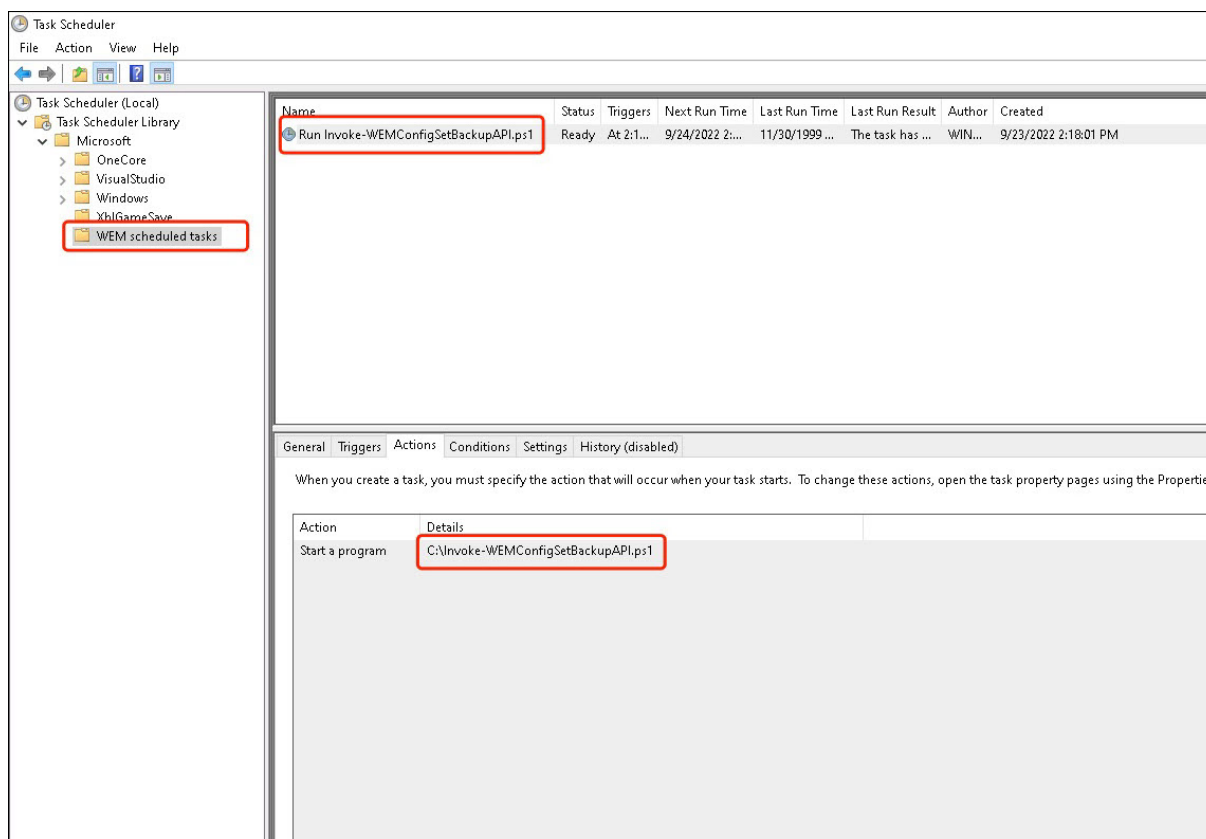 Task Scheduler
File Action View Help
Task Scheduler (Local)
Task Scheduler Library
Microsoft
OneCore
VisualStudio
Windows
XblGameSave
WEM scheduled tasks
Name Status Triggers Next Run Time Last Run Time Last Run Result Author Created
Run Invoke-WEMConfigSetBackupAPI.ps1 Ready At 2:1... 9/24/2022 2:... 11/30/1999 ... The task has ... WIN... 9/23/2022 2:18:01 PM
General Triggers Actions Conditions Settings History (disabled)
When you create a task, you must specify the action that will occur when your task starts. To change these actions, open the task property pages using the Propertie
Action Details
Start a program C:\Invoke-WEMConfigSetBackupAPI.ps1